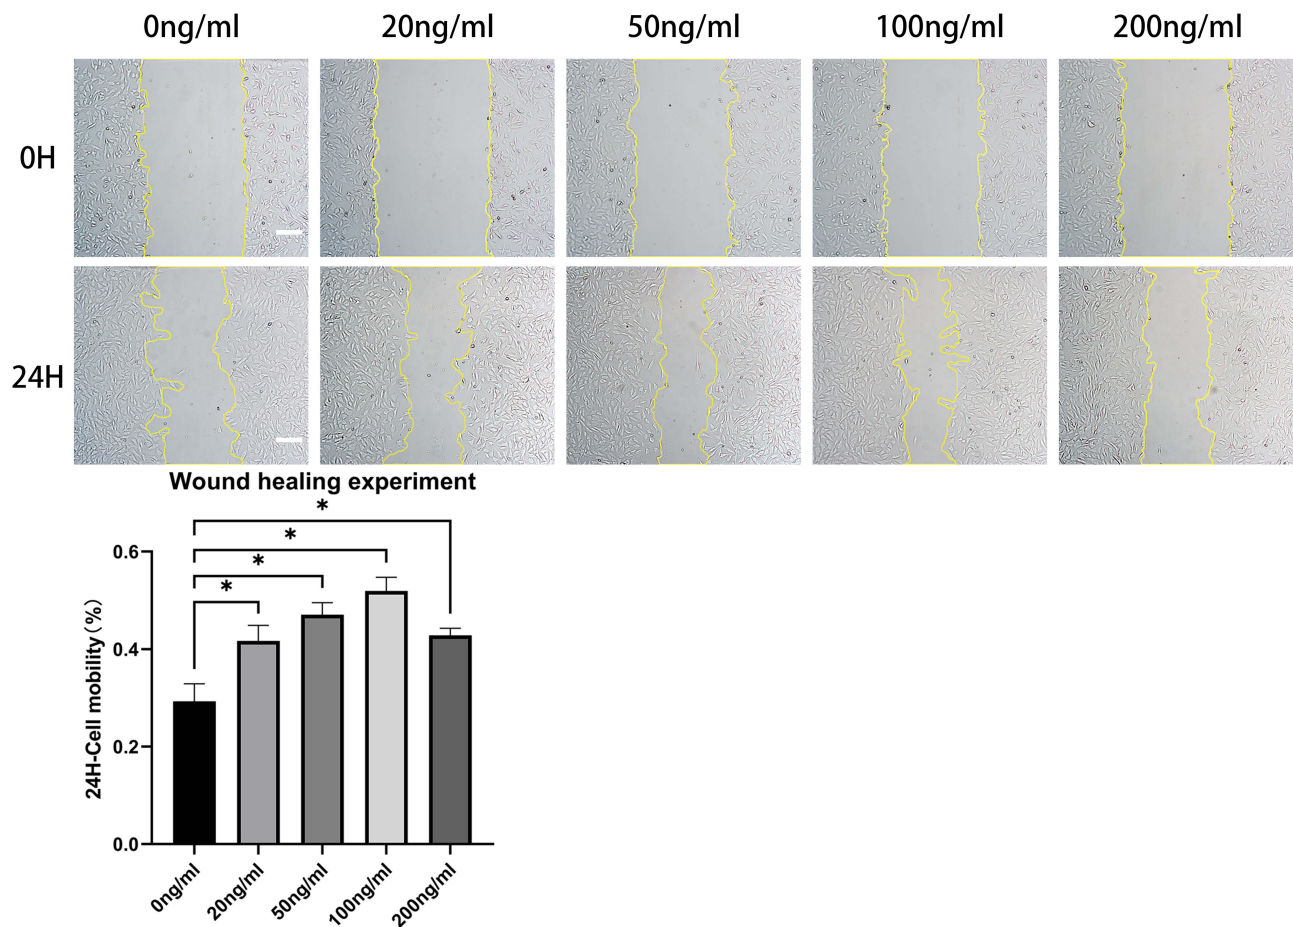 0ng/ml 20ng/ml 50ng/ml 100ng/ml 200ng/ml
0H
24H
Wound healing experiment
*
*
*
*
24H-Cell mobility(%)
0.6
0.4
0.2
0.0
0ng/ml 20ng/ml 50ng/ml 100ng/ml 200ng/ml